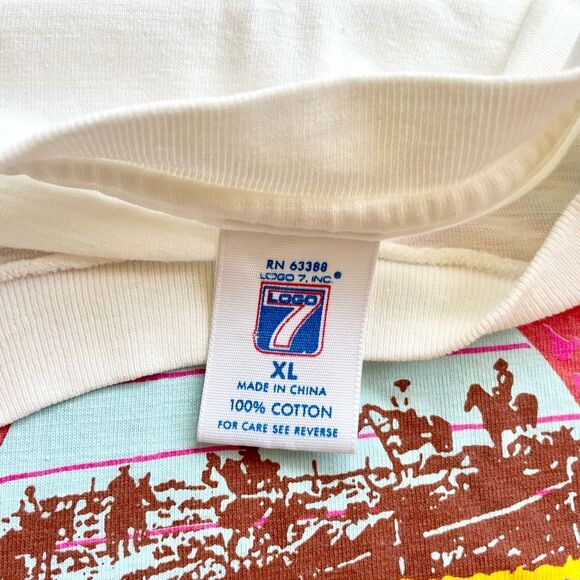 RN 63388
LOGO 7, INC.®
LOGO
7
XL
MADE IN CHINA
100% COTTON
FOR CARE SEE REVERSE